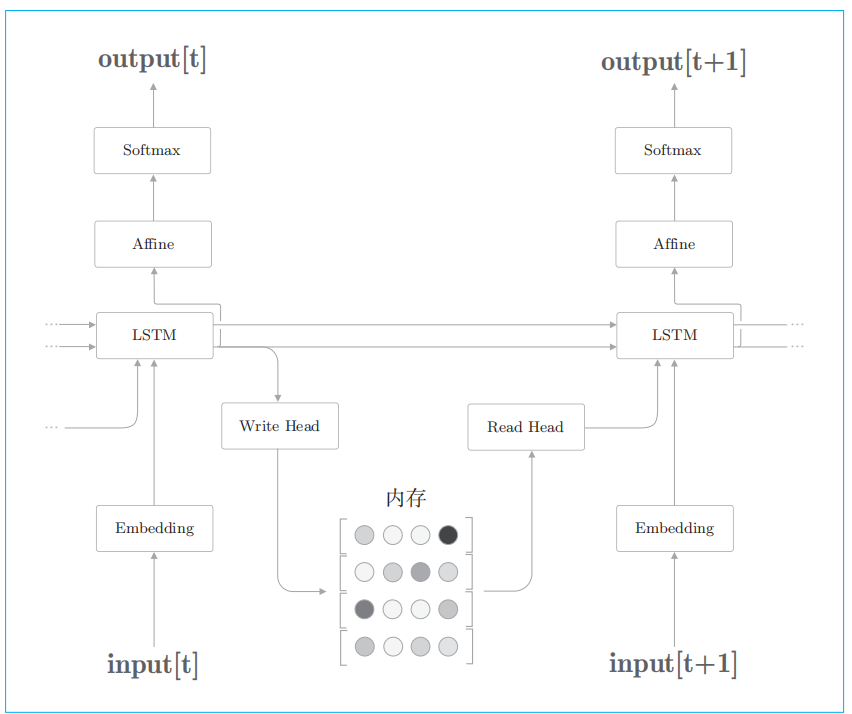 output[t]
output[t+1]
Softmax
Softmax
Affine
Affine
...
LSTM
LSTM
...
...
...
...
Write Head
Read Head
内存
Embedding
Embedding
input[t]
input[t+1]